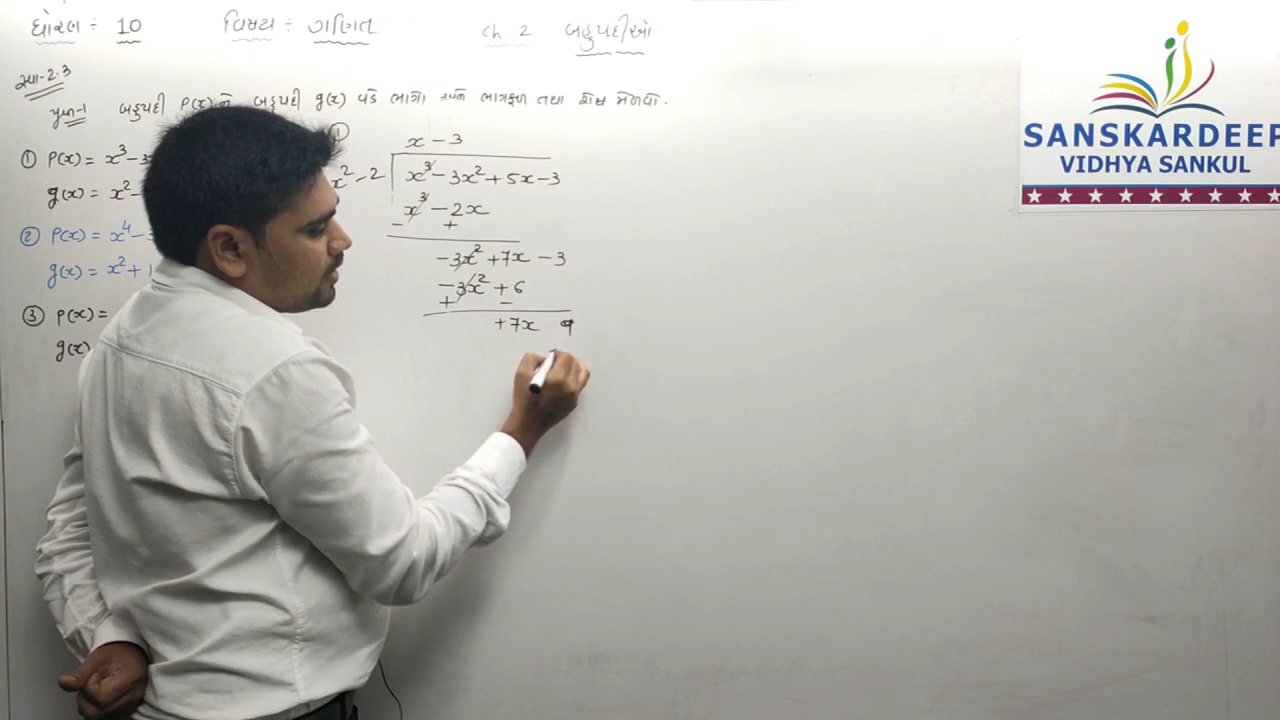 ધોરણ : 10 વિષય : ગણિત Ch 2 બહુપદીઓ
સ્વા-2.3
પ્રશ્ન-1 બહુપદી P(x) ને બહુપદી g(x) વડે ભાગો અને ભાગફળ તથા શેષ મેળવો.
① P(x) = x³ - 3x
g(x) = x² -
② P(x) = x⁴ -
g(x) = x² + 1
③ P(x) =
g(x)
①
x - 3
x² - 2 x³ - 3x² + 5x - 3
x³ - 2x
- +
-3x² + 7x - 3
-3x² + 6
+ -
+7x 9
SANSKARDEEP
VIDHYA SANKUL